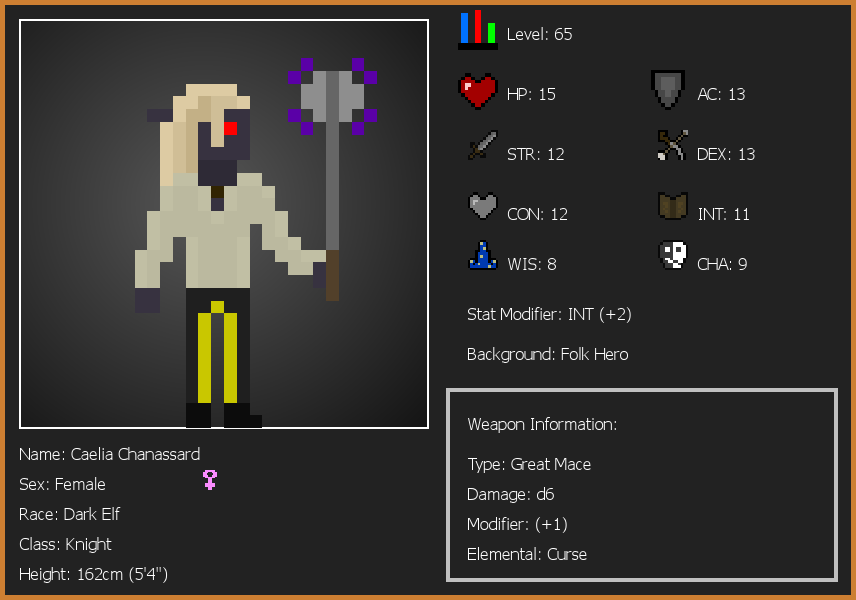 Level: 65
HP: 15
AC: 13
STR: 12
DEX: 13
CON: 12
INT: 11
WIS: 8
CHA: 9
Stat Modifier: INT (+2)
Background: Folk Hero
Weapon Information:
Type: Great Mace
Damage: d6
Modifier: (+1)
Elemental: Curse
Name: Caelia Chanassard
Sex: Female
Race: Dark Elf
Class: Knight
Height: 162cm (5'4")